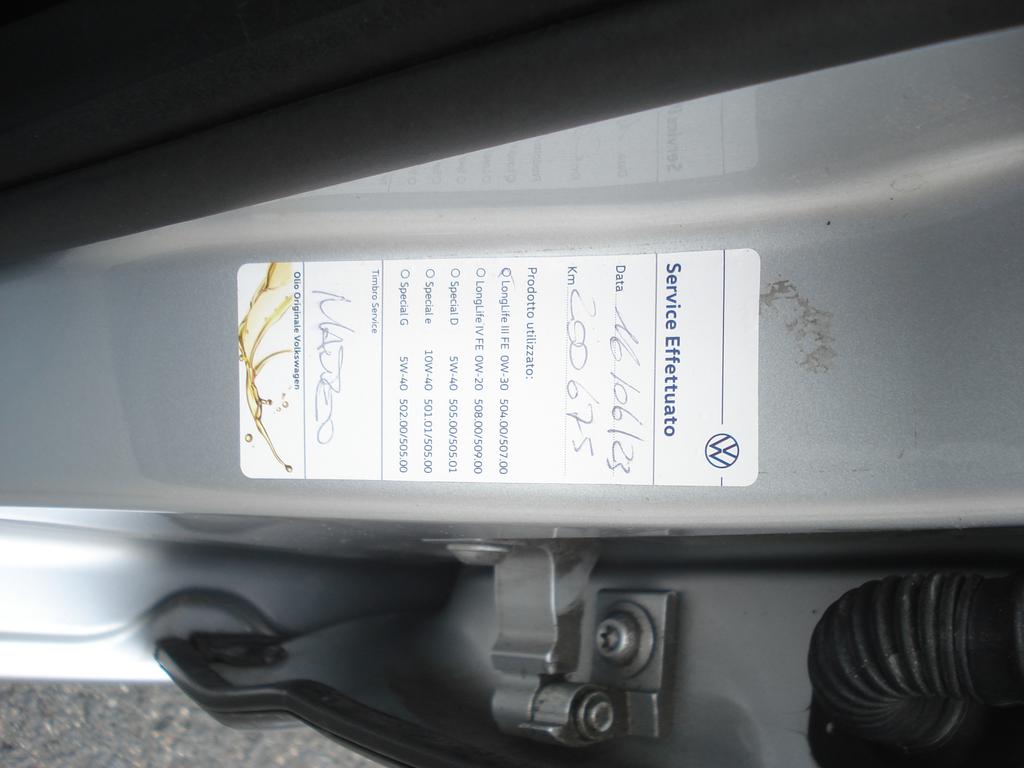 Service Effettuato
Data 16/06/23
Km 200675
Prodotto utilizzato:
LongLife III FE 0W-30 504.00/507.00
LongLife IV FE 0W-20 508.00/509.00
Special D 5W-40 505.00/505.01
Special e 10W-40 501.01/505.00
Special G 5W-40 502.00/505.00
Timbro Service
Olio Originale Volkswagen